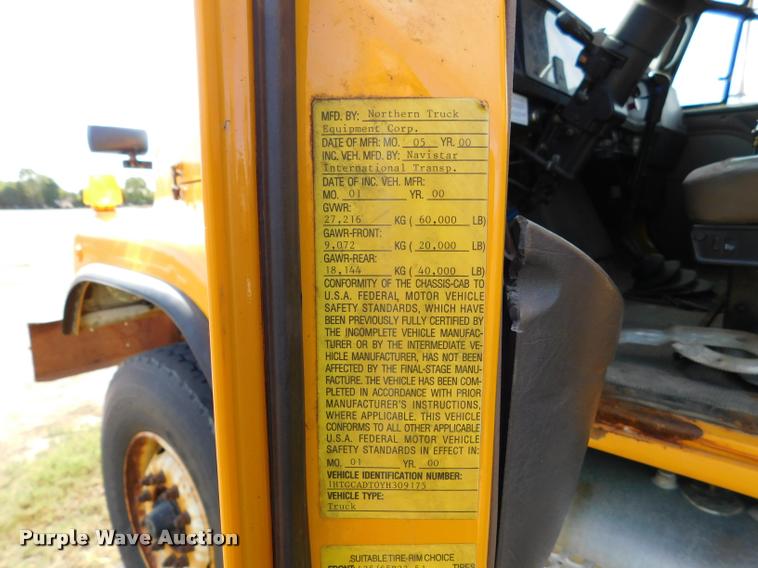 MFD. BY: Northern Truck
Equipment Corp.
DATE OF MFR: MO. 05 YR. 00
INC. VEH. MFD. BY: Navistar
International Transp.
DATE OF INC. VEH. MFR:
MO. 01 YR. 00
GVWR:
27,216 KG ( 60,000 LB)
GAWR-FRONT:
9,072 KG ( 20,000 LB)
GAWR-REAR:
18,144 KG ( 40,000 LB)
CONFORMITY OF THE CHASSIS-CAB TO
U.S.A. FEDERAL MOTOR VEHICLE
SAFETY STANDARDS, WHICH HAVE
BEEN PREVIOUSLY FULLY CERTIFIED BY
THE INCOMPLETE VEHICLE MANUFAC-
TURER OR BY THE INTERMEDIATE VE-
HICLE MANUFACTURER, HAS NOT BEEN
AFFECTED BY THE FINAL-STAGE MANU-
FACTURE. THE VEHICLE HAS BEEN COM-
PLETED IN ACCORDANCE WITH PRIOR
MANUFACTURER'S INSTRUCTIONS,
WHERE APPLICABLE. THIS VEHICLE
CONFORMS TO ALL OTHER APPLICABLE
U.S.A. FEDERAL MOTOR VEHICLE
SAFETY STANDARDS IN EFFECT IN:
MO. 01 YR. 00
VEHICLE IDENTIFICATION NUMBER:
1HTGCADT0YH309175
VEHICLE TYPE:
Truck
SUITABLE TIRE-RIM CHOICE
FRONT: TIRES
Purple Wave Auction